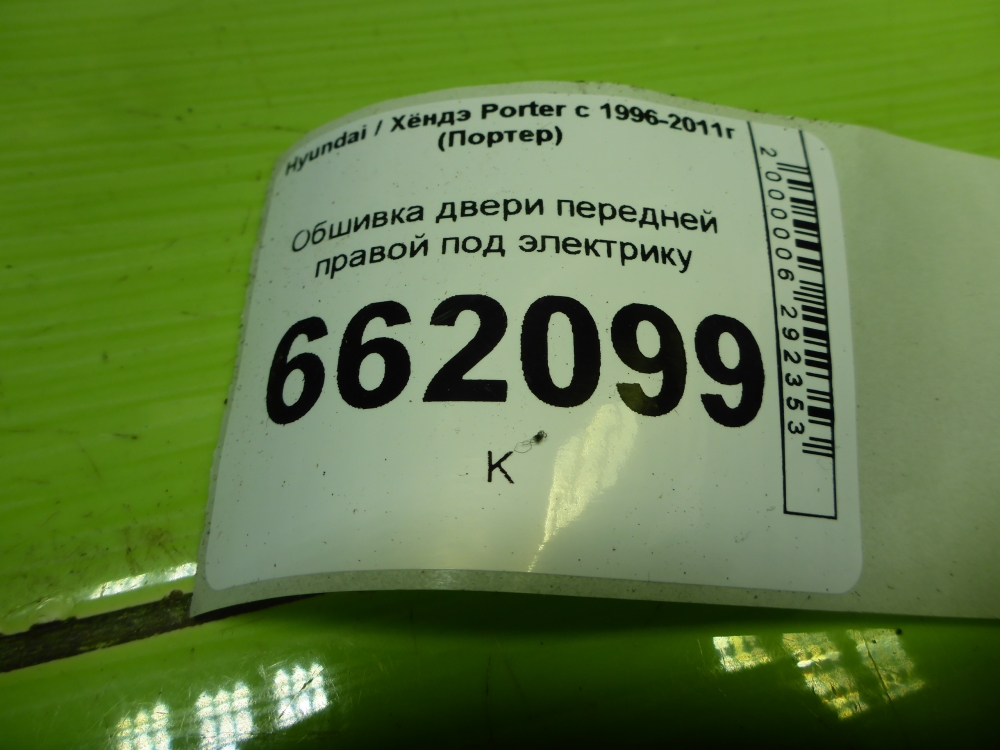 Hyundai / Хёндэ Porter с 1996-2011г
(Портер)
Обшивка двери передней
правой под электрику
662099
К
2000006292353